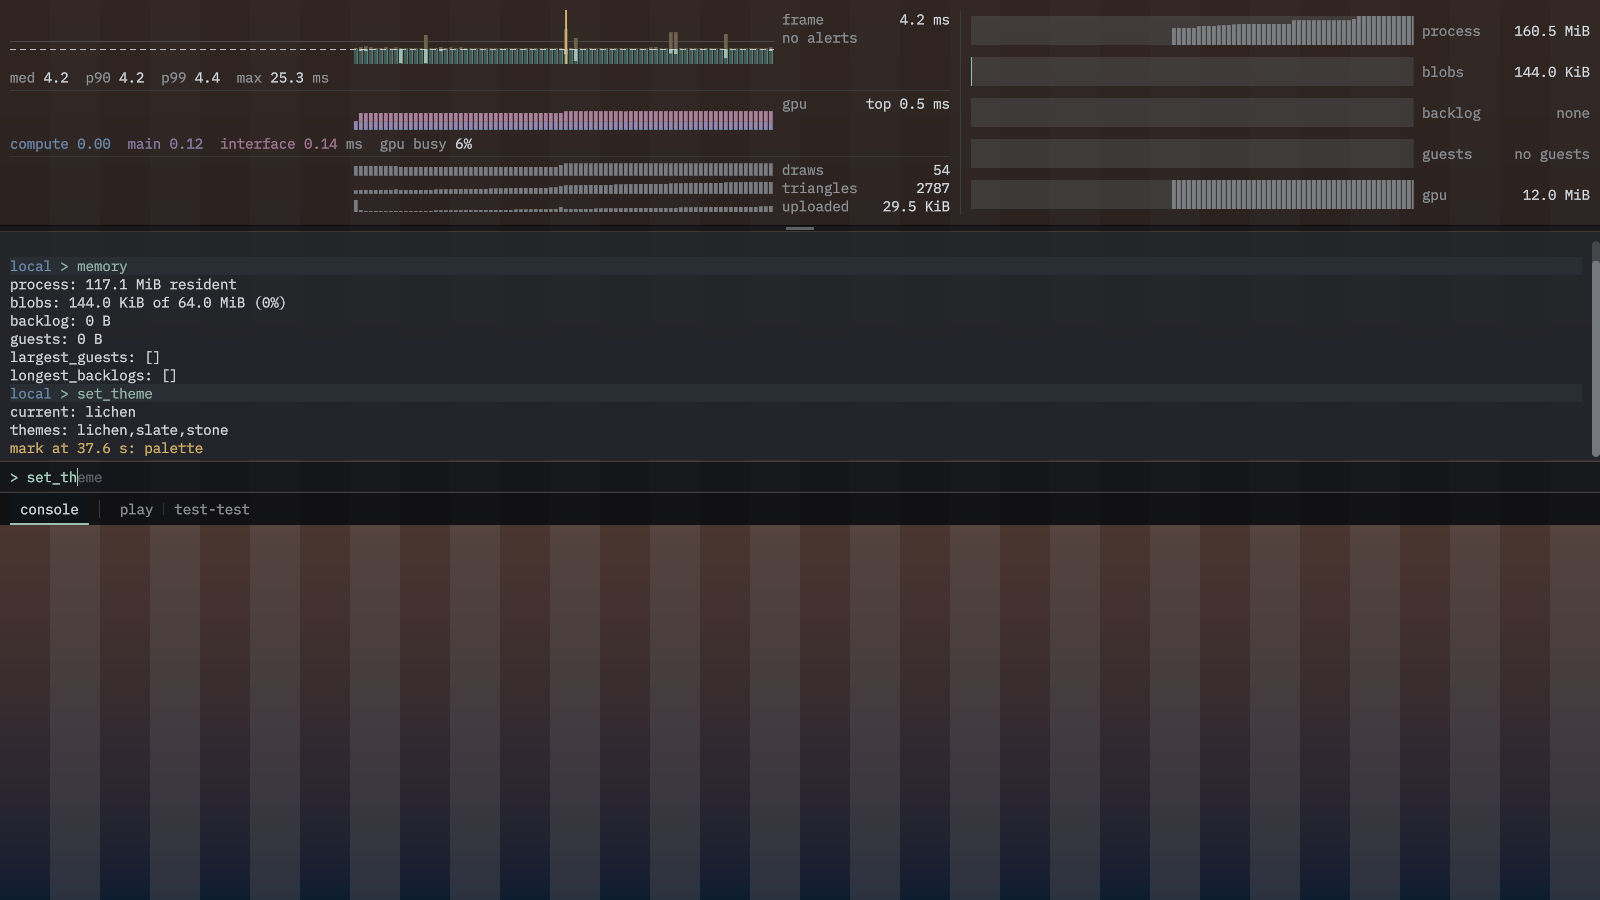 frame 4.2 ms
no alerts
med 4.2 p90 4.2 p99 4.4 max 25.3 ms
gpu top 0.5 ms
compute 0.00 main 0.12 interface 0.14 ms gpu busy 6%
draws 54
triangles 2787
uploaded 29.5 KiB
process 160.5 MiB
blobs 144.0 KiB
backlog none
guests no guests
gpu 12.0 MiB
local > memory
process: 117.1 MiB resident
blobs: 144.0 KiB of 64.0 MiB (0%)
backlog: 0 B
guests: 0 B
largest_guests: []
longest_backlogs: []
local > set_theme
current: lichen
themes: lichen,slate,stone
mark at 37.6 s: palette
> set_theme
console play test-test